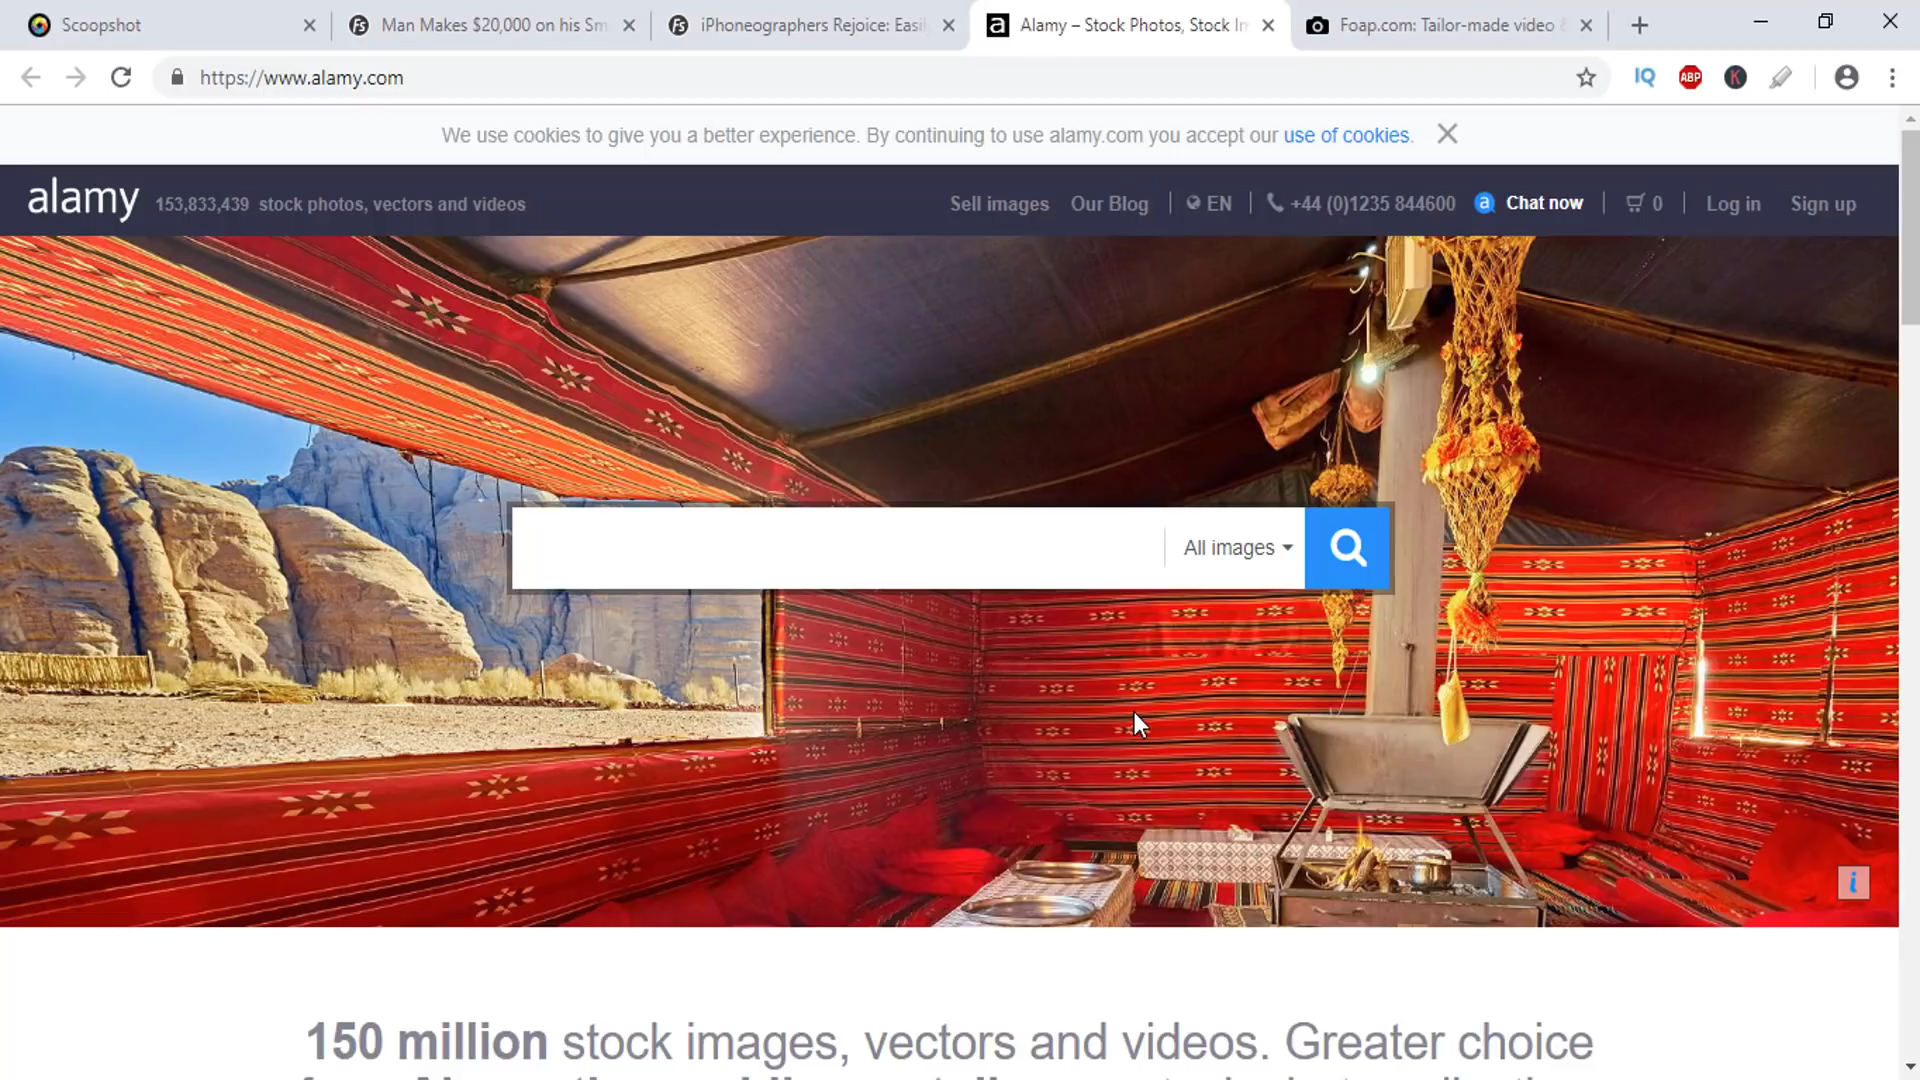 Scoopshot
Man Makes $20,000 on his Sm
iPhoneographers Rejoice: Easil
Alamy – Stock Photos, Stock Im
Foap.com: Tailor-made video &
https://www.alamy.com
IQ
ABP
K
We use cookies to give you a better experience. By continuing to use alamy.com you accept our use of cookies.
alamy 153,833,439 stock photos, vectors and videos
Sell images Our Blog EN +44 (0)1235 844600 a Chat now 0 Log in Sign up
All images
i
150 million stock images, vectors and videos. Greater choice